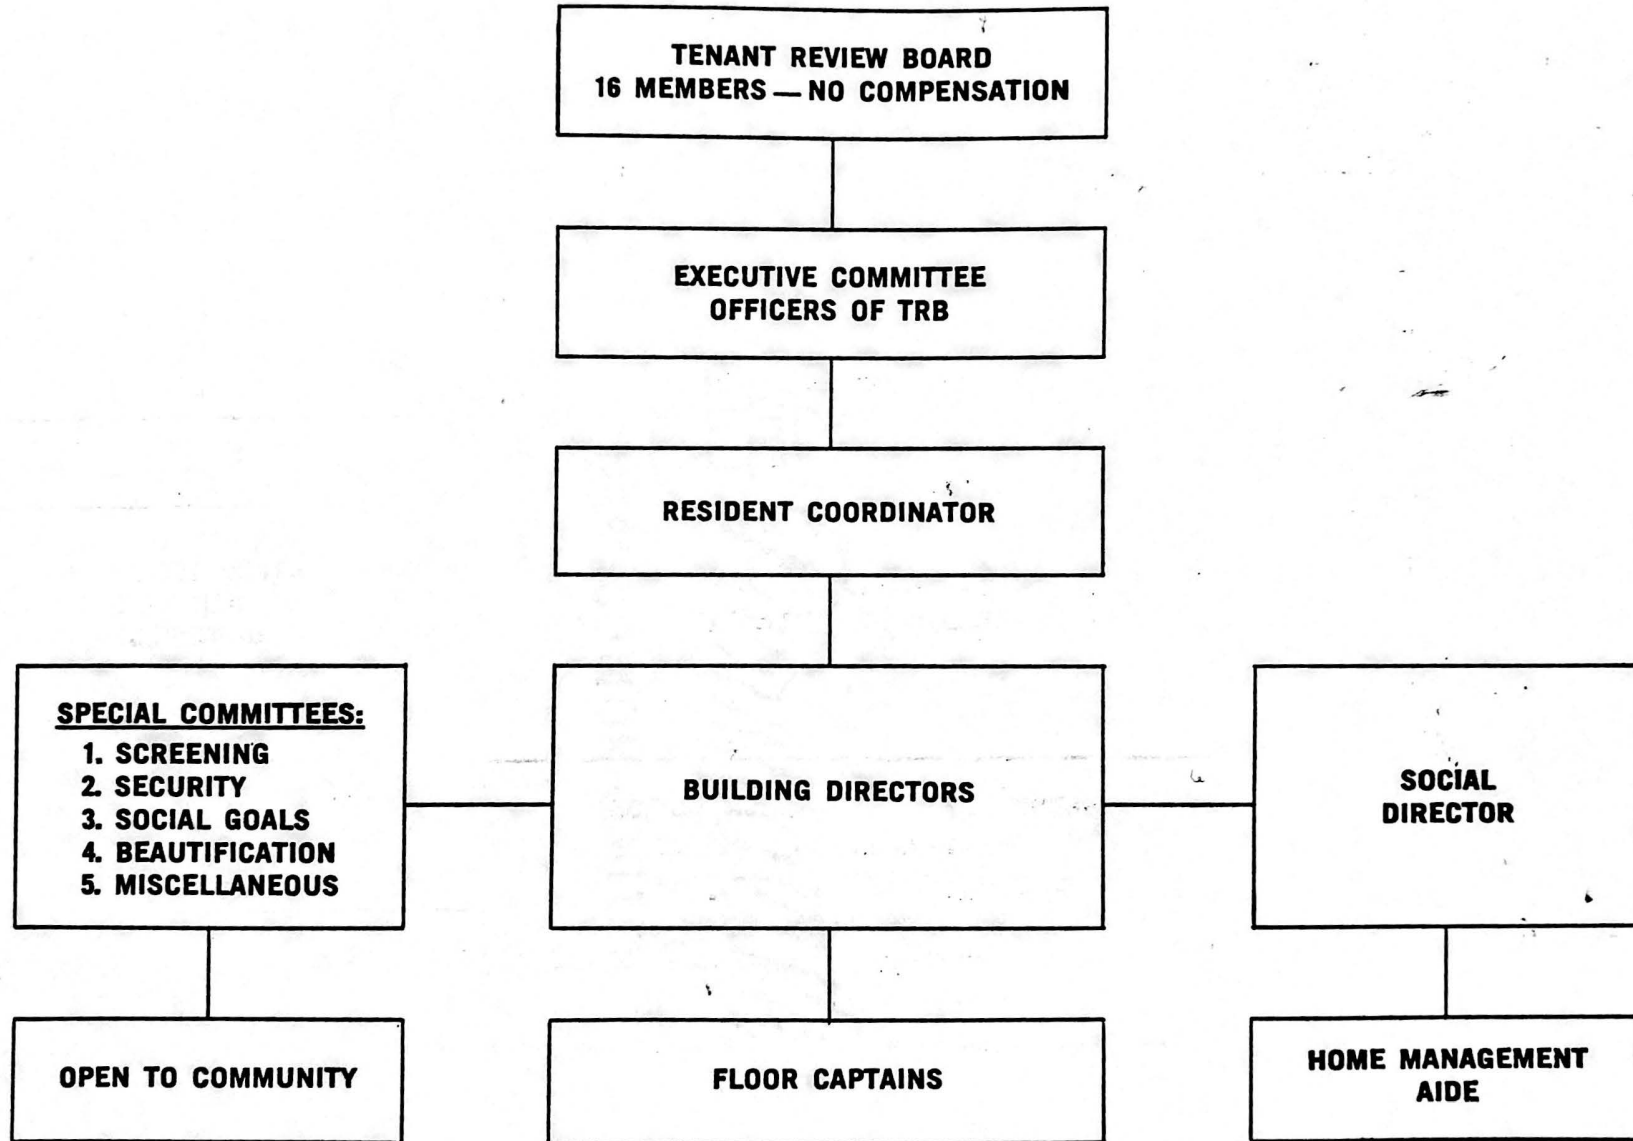 TENANT REVIEW BOARD
16 MEMBERS — NO COMPENSATION
EXECUTIVE COMMITTEE
OFFICERS OF TRB
RESIDENT COORDINATOR
SPECIAL COMMITTEES:
1. SCREENING
2. SECURITY
3. SOCIAL GOALS
4. BEAUTIFICATION
5. MISCELLANEOUS
BUILDING DIRECTORS
SOCIAL
DIRECTOR
OPEN TO COMMUNITY
FLOOR CAPTAINS
HOME MANAGEMENT
AIDE